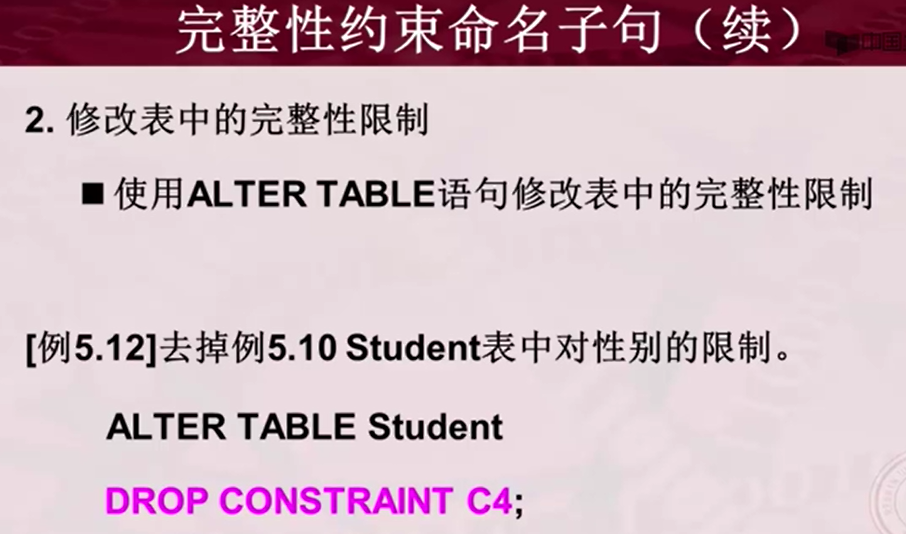 完整性约束命名子句（续）
2. 修改表中的完整性限制
■ 使用ALTER TABLE语句修改表中的完整性限制
[例5.12]去掉例5.10 Student表中对性别的限制。
ALTER TABLE Student
DROP CONSTRAINT C4;